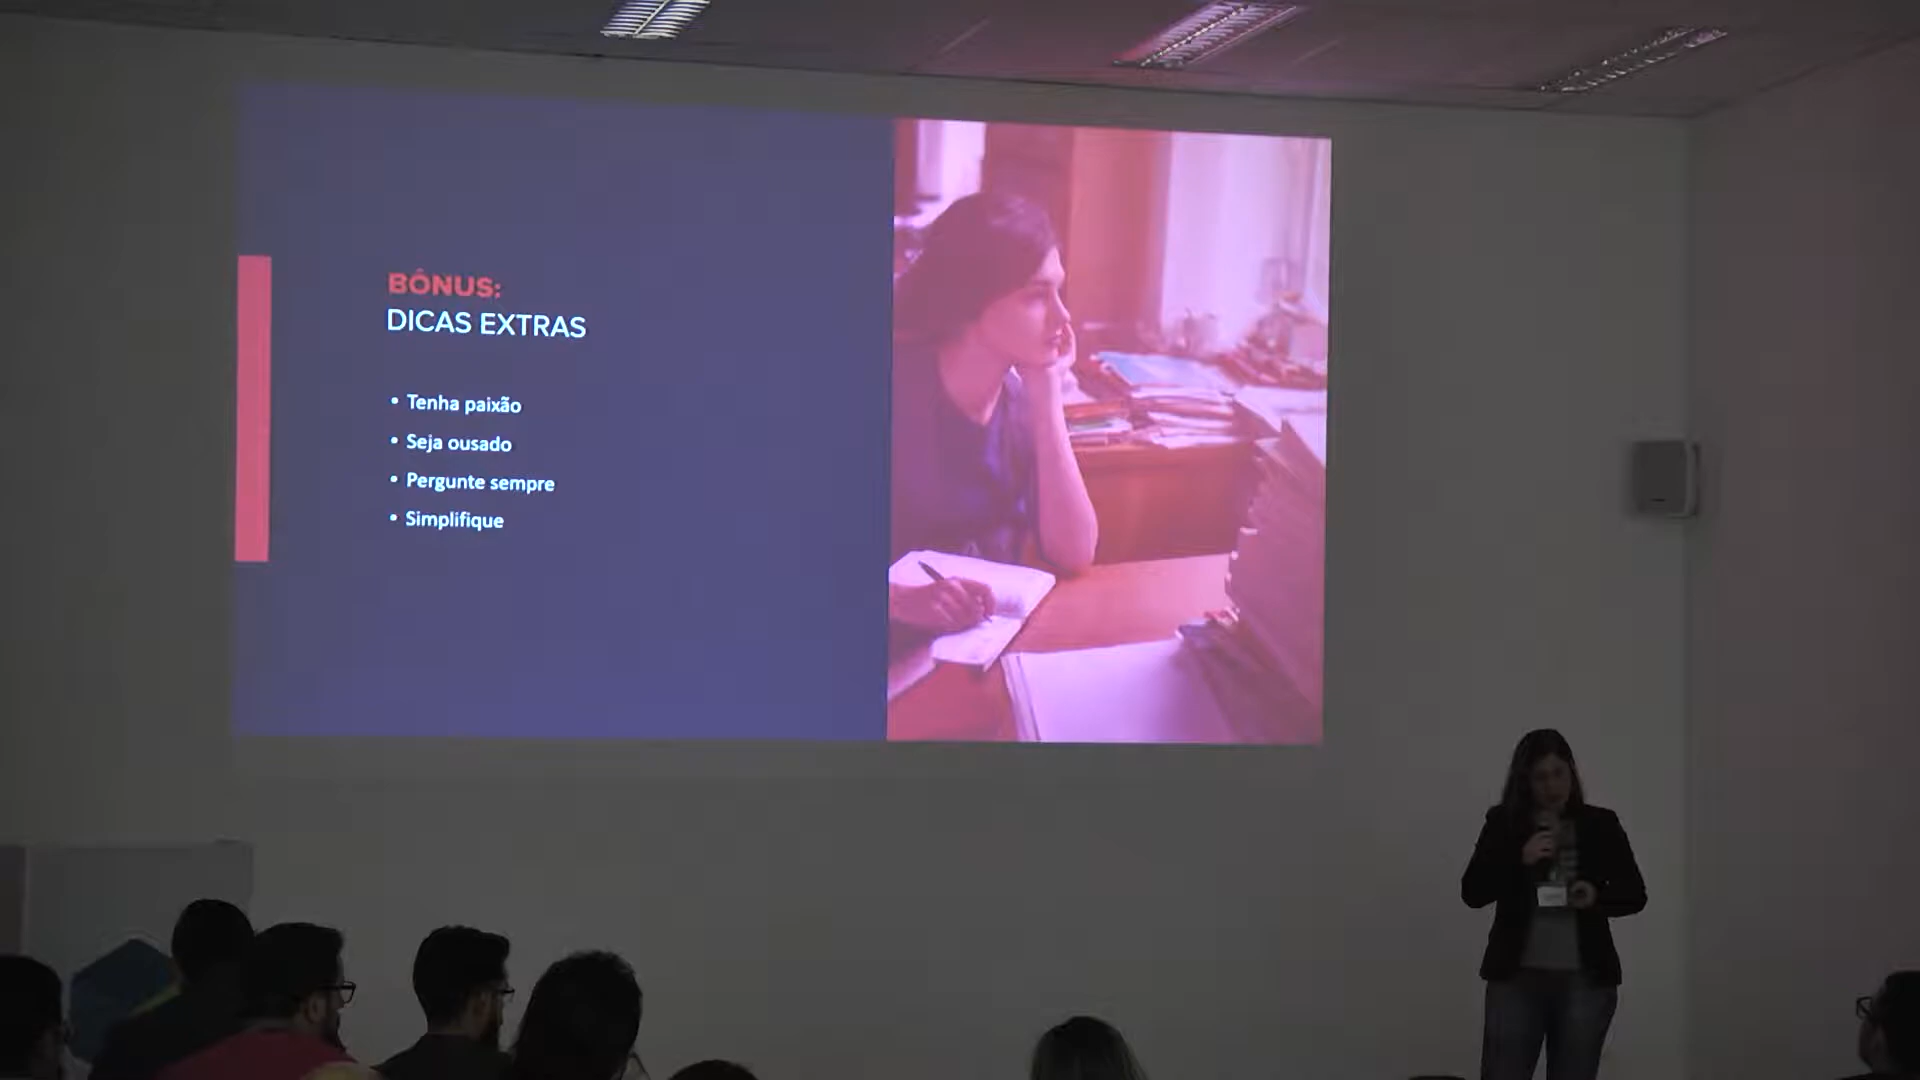 BÔNUS:
DICAS EXTRAS
• Tenha paixão
• Seja ousado
• Pergunte sempre
• Simplifique